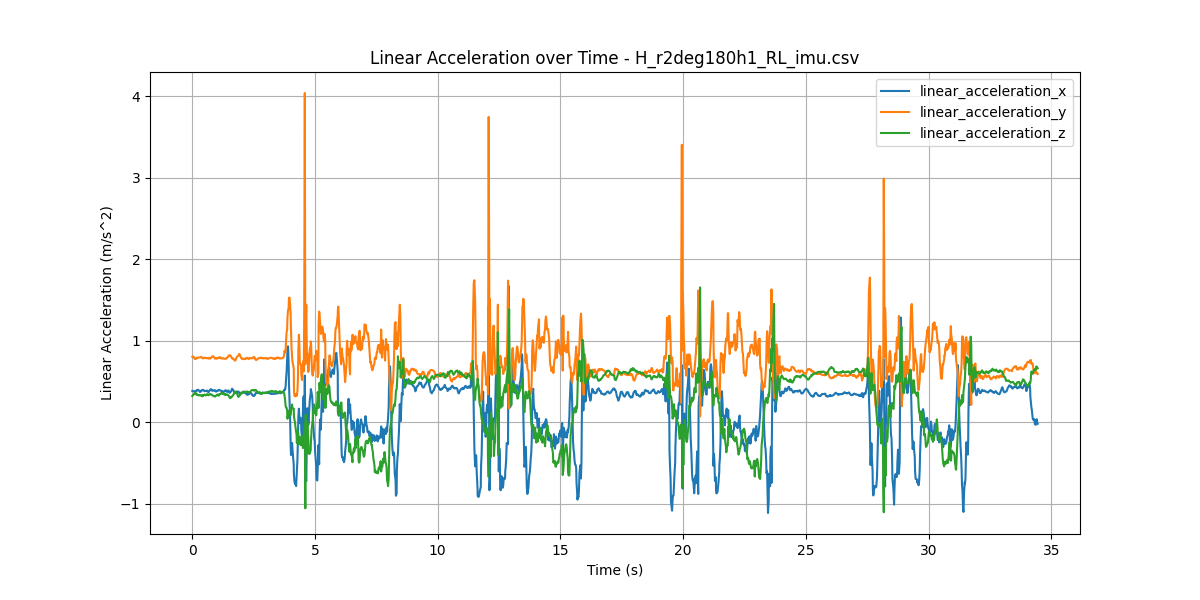 Linear Acceleration over Time - H_r2deg180h1_RL_imu.csv
linear_acceleration_x
linear_acceleration_y
linear_acceleration_z
Linear Acceleration (m/s^2)
4
3
2
1
0
−1
0 5 10 15 20 25 30 35
Time (s)